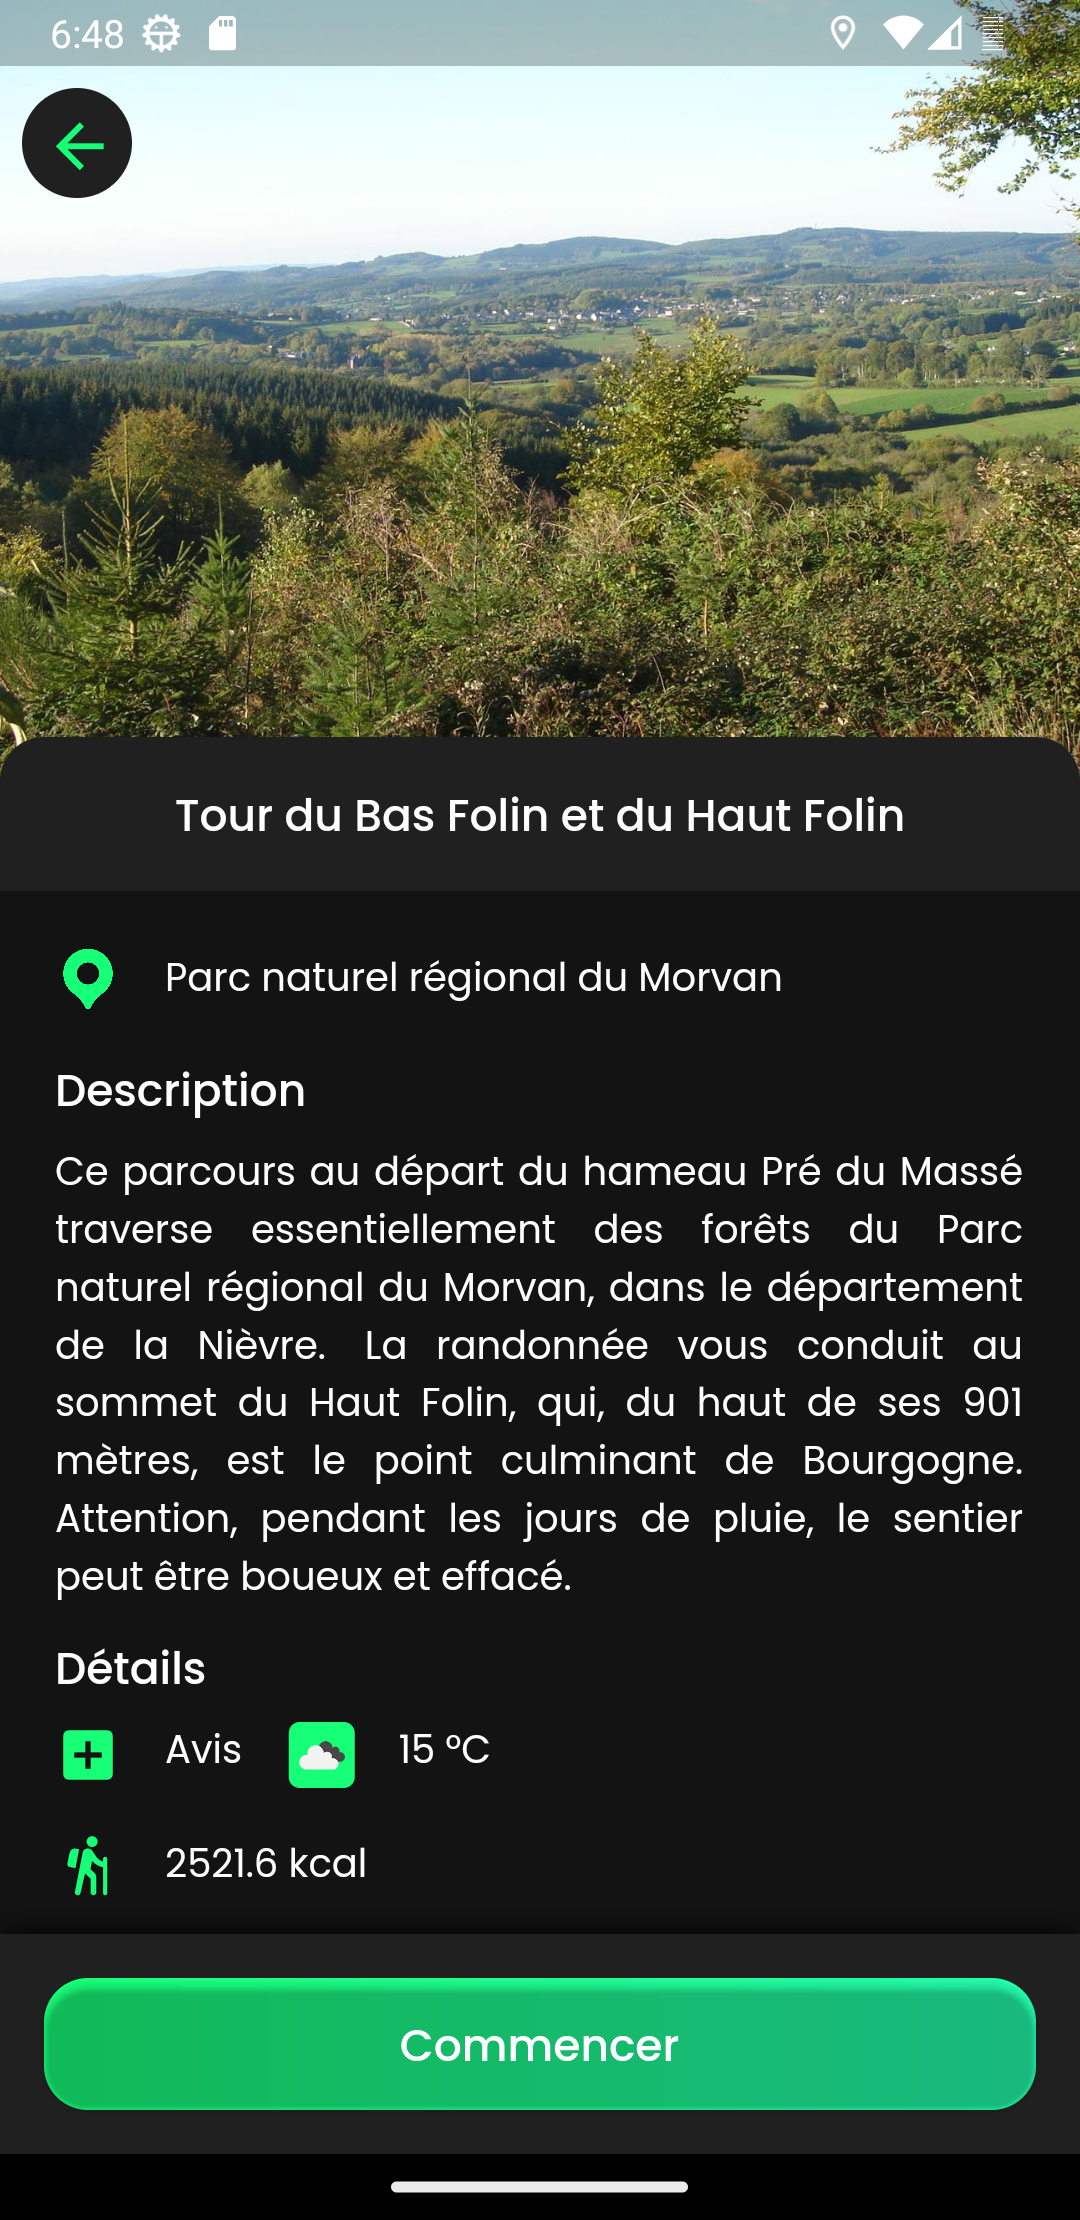 6:48
Tour du Bas Folin et du Haut Folin
Parc naturel régional du Morvan
Description
Ce parcours au départ du hameau Pré du Massé
traverse essentiellement des forêts du Parc
naturel régional du Morvan, dans le département
de la Nièvre. La randonnée vous conduit au
sommet du Haut Folin, qui, du haut de ses 901
mètres, est le point culminant de Bourgogne.
Attention, pendant les jours de pluie, le sentier
peut être boueux et effacé.
Détails
Avis 15 °C
2521.6 kcal
Commencer